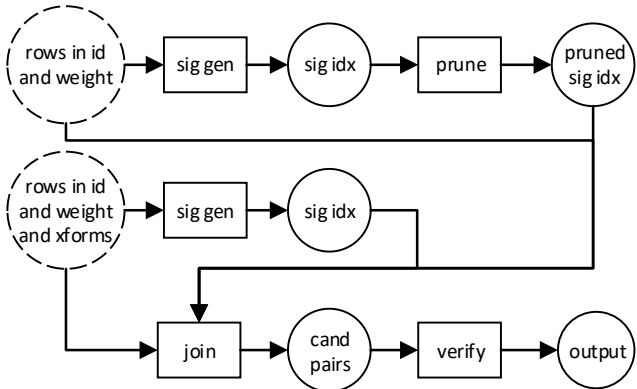 rows in id
and weight
sig gen
sig idx
prune
pruned
sig idx
rows in id
and weight
and xforms
sig gen
sig idx
join
cand
pairs
verify
output